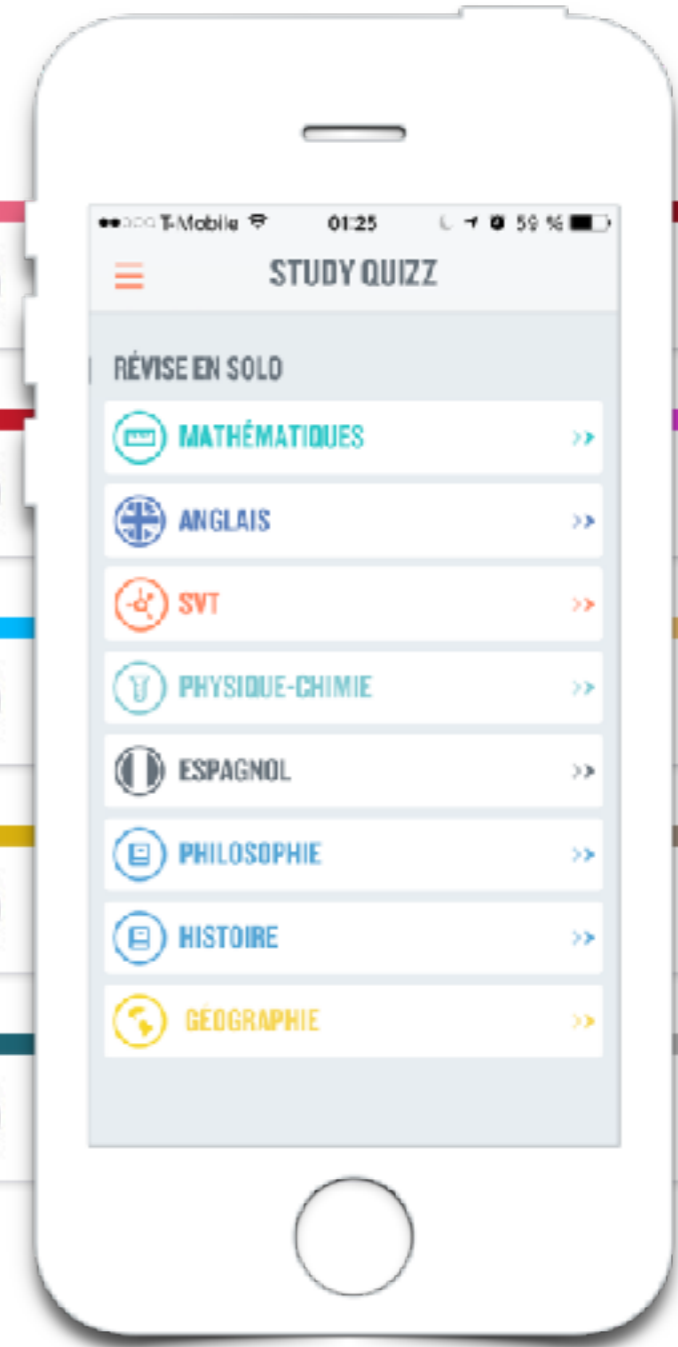 T-Mobile 01:25 59 %
STUDY QUIZZ
RÉVISE EN SOLO
MATHÉMATIQUES
ANGLAIS
SVT
PHYSIQUE-CHIMIE
ESPAGNOL
PHILOSOPHIE
HISTOIRE
GÉOGRAPHIE